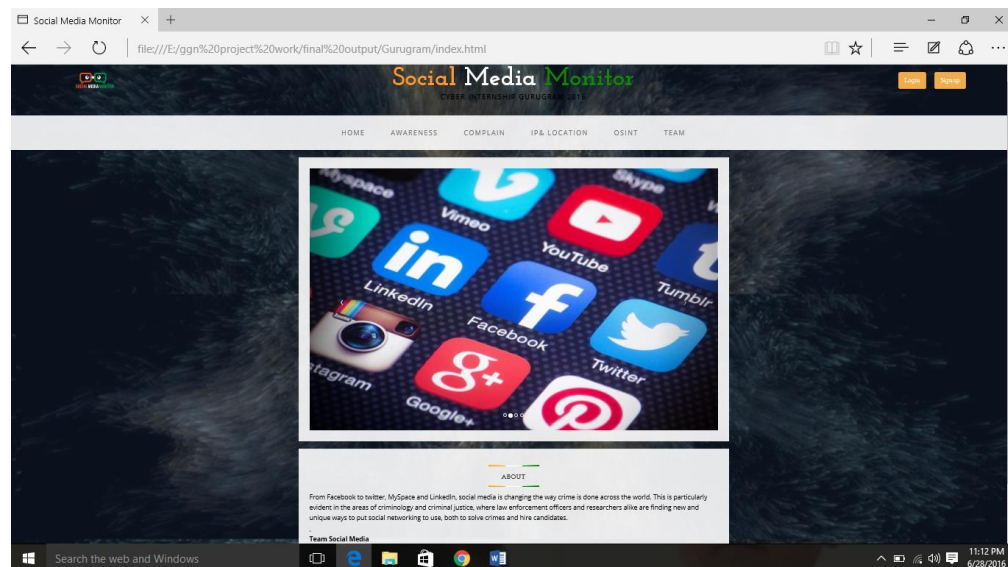 Social Media Monitor
file:///E:/ggn%20project%20work/final%20output/Gurugram/index.html
SOCIAL MEDIA MONITOR
Social Media Monitor
CYBER INTERNSHIP GURUGRAM 2016
Login Signup
HOME AWARENESS COMPLAIN IP& LOCATION OSINT TEAM
Myspace
Skype
Vimeo
YouTube
Tumblr
LinkedIn
Facebook
Twitter
stagram
Google+
ABOUT
From Facebook to twitter, MySpace and LinkedIn, social media is changing the way crime is done across the world. This is particularly
evident in the areas of criminology and criminal justice, where law enforcement officers and researchers alike are finding new and
unique ways to put social networking to use, both to solve crimes and hire candidates.
.
Team Social Media
Search the web and Windows
11:12 PM
6/28/2016